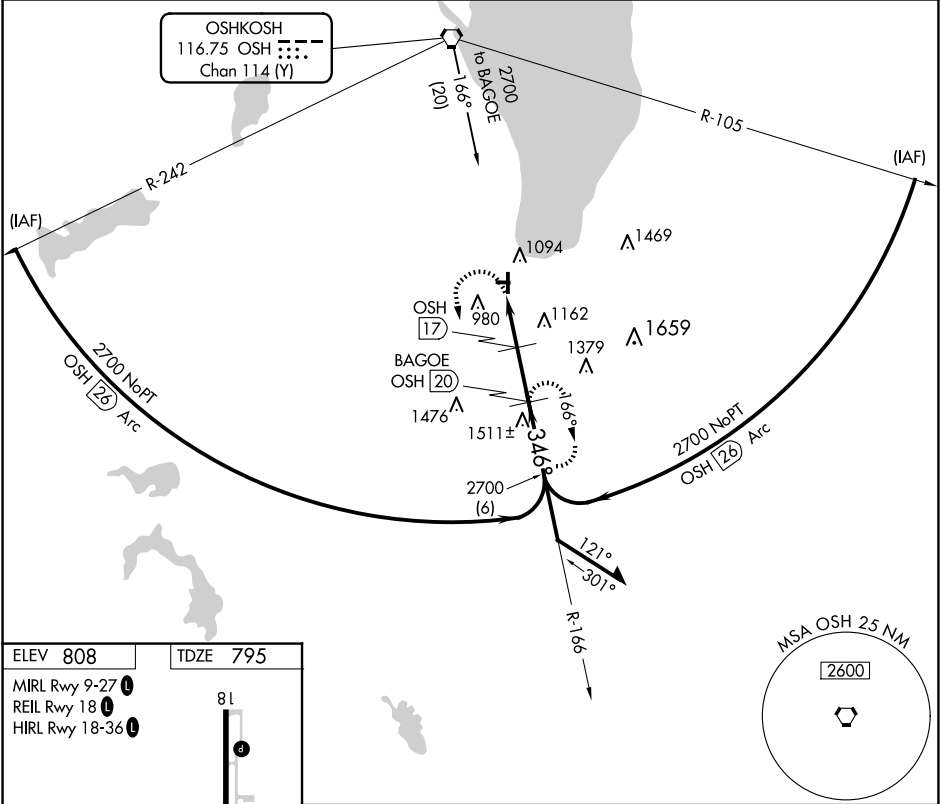 OSHKOSH
116.75 OSH
Chan 114 (Y)
2700
to BAGOE
166°
(20)
R-105
(IAF)
R-242
(IAF)
1094
1469
OSH
17
980
1162
1659
1379
BAGOE
OSH 20
1476
1511±
166°
346°
2700 NoPT
OSH 26 Arc
2700 NoPT
OSH 26 Arc
2700
(6)
121°
301°
R-166
MSA OSH 25 NM
2600
ELEV 808
TDZE 795
MIRL Rwy 9-27 L
REIL Rwy 18 L
HIRL Rwy 18-36 L
18
P